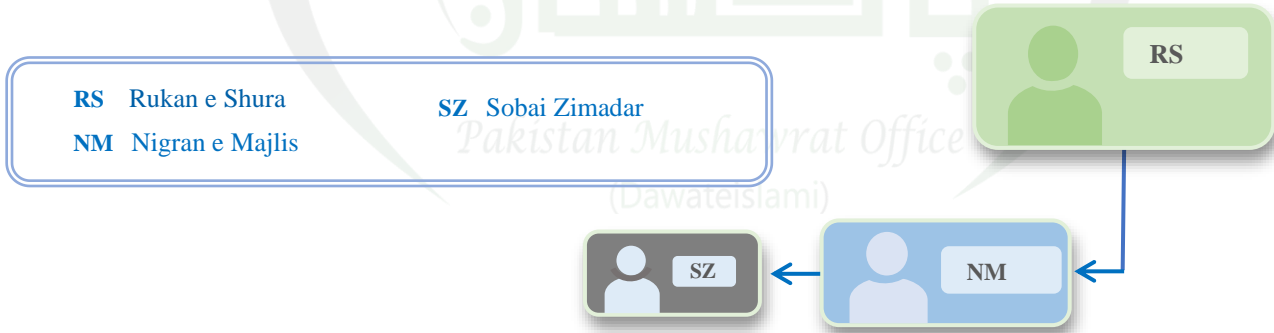 RS
RS Rukan e Shura
SZ Sobai Zimadar
NM Nigran e Majlis
Pakistan Mushawrat Office
(Dawateislami)
SZ
NM